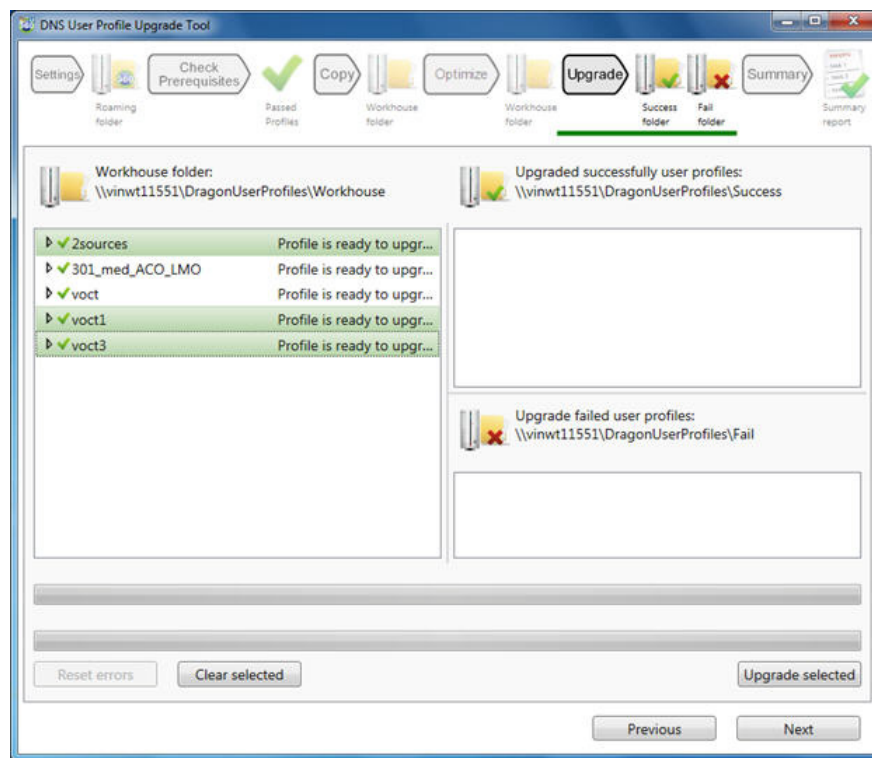 DNS User Profile Upgrade Tool
Settings
Check
Prerequisites
Copy
Optimize
Upgrade
Summary
Roaming
folder
Passed
Profiles
Workhouse
folder
Workhouse
folder
Success
folder
Fail
folder
Summary
report
Workhouse folder:
\\vinwt11551\DragonUserProfiles\Workhouse
2sources Profile is ready to upgr...
301_med_ACO_LMO Profile is ready to upgr...
voct Profile is ready to upgr...
voct1 Profile is ready to upgr...
voct3 Profile is ready to upgr...
Upgraded successfully user profiles:
\\vinwt11551\DragonUserProfiles\Success
Upgrade failed user profiles:
\\vinwt11551\DragonUserProfiles\Fail
Reset errors
Clear selected
Upgrade selected
Previous
Next